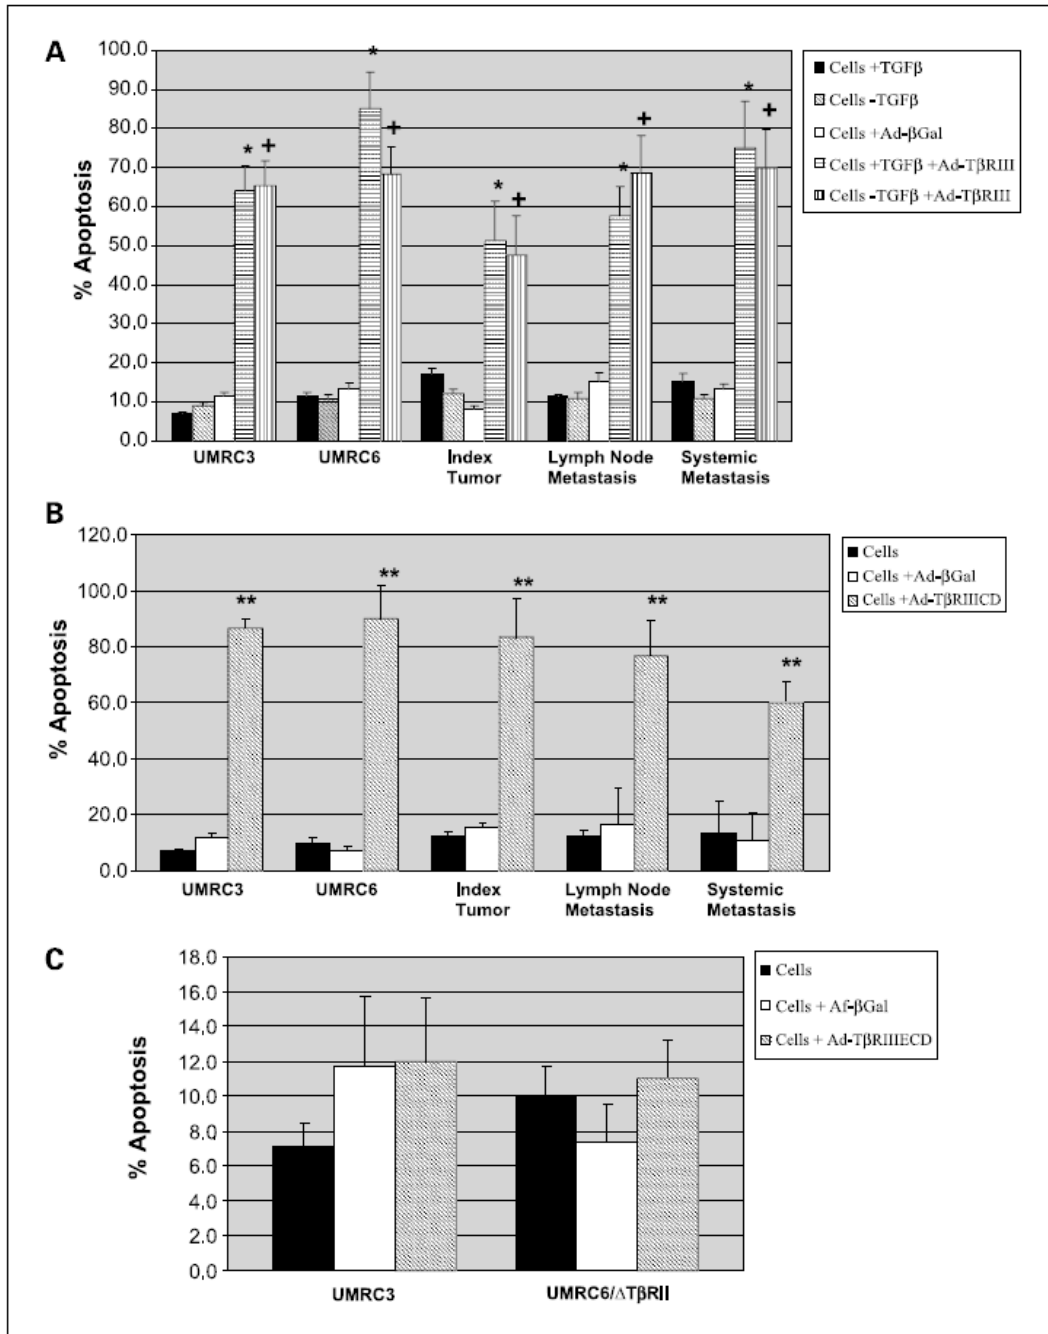 A
100.0
90.0
80.0
70.0
60.0
50.0
40.0
30.0
20.0
10.0
0.0
% Apoptosis
* + * + * + * + * +
UMRC3 UMRC6 Index Tumor Lymph Node Metastasis Systemic Metastasis
Cells +TGFβ
Cells -TGFβ
Cells +Ad-βGal
Cells +TGFβ +Ad-TβRIII
Cells -TGFβ +Ad-TβRIII
B
120.0
100.0
80.0
60.0
40.0
20.0
0.0
% Apoptosis
** ** ** ** **
UMRC3 UMRC6 Index Tumor Lymph Node Metastasis Systemic Metastasis
Cells
Cells +Ad-βGal
Cells +Ad-TβRIIICD
C
18.0
16.0
14.0
12.0
10.0
8.0
6.0
4.0
2.0
0.0
% Apoptosis
UMRC3 UMRC6/ΔTβRII
Cells
Cells + Af-βGal
Cells + Ad-TβRIIIECD